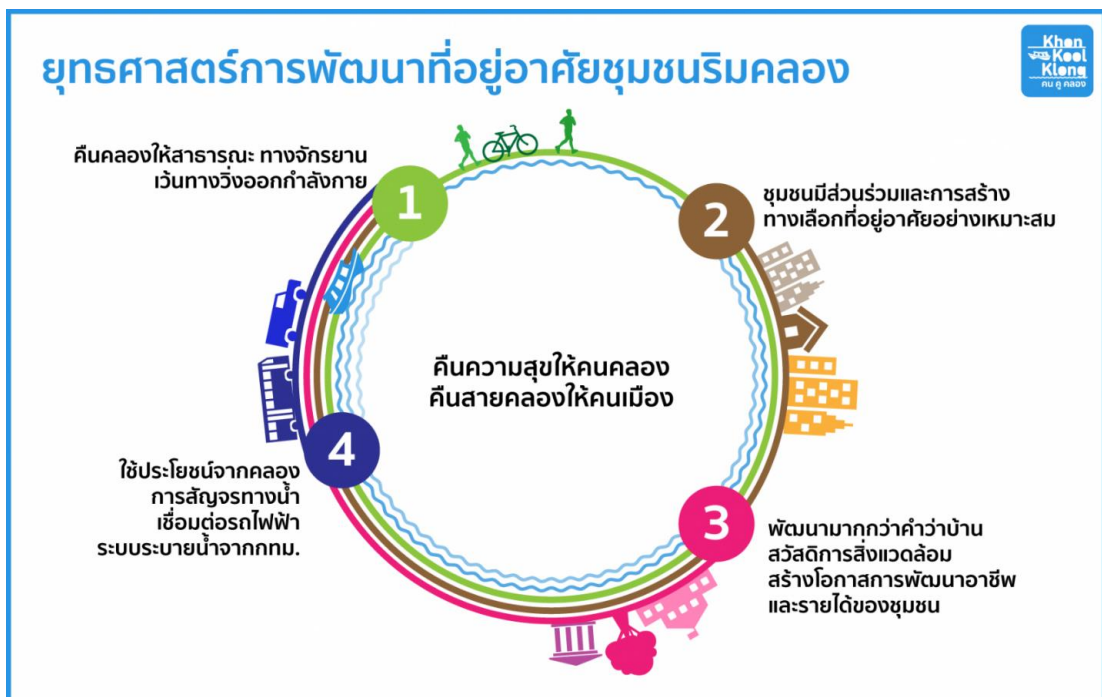 ยุทธศาสตร์การพัฒนาที่อยู่อาศัยชุมชนริมคลอง
Khon
Kool
Klong
คน คู คลอง
คืนคลองให้สาธารณะ ทางจักรยาน
เว้นทางวิ่งออกกำลังกาย
1
2
ชุมชนมีส่วนร่วมและการสร้าง
ทางเลือกที่อยู่อาศัยอย่างเหมาะสม
คืนความสุขให้คนคลอง
คืนสายคลองให้คนเมือง
4
ใช้ประโยชน์จากคลอง
การสัญจรทางน้ำ
เชื่อมต่อรถไฟฟ้า
ระบบระบายน้ำจากกทม.
3
พัฒนามากกว่าคำว่าบ้าน
สวัสดิการสิ่งแวดล้อม
สร้างโอกาสการพัฒนาอาชีพ
และรายได้ของชุมชน